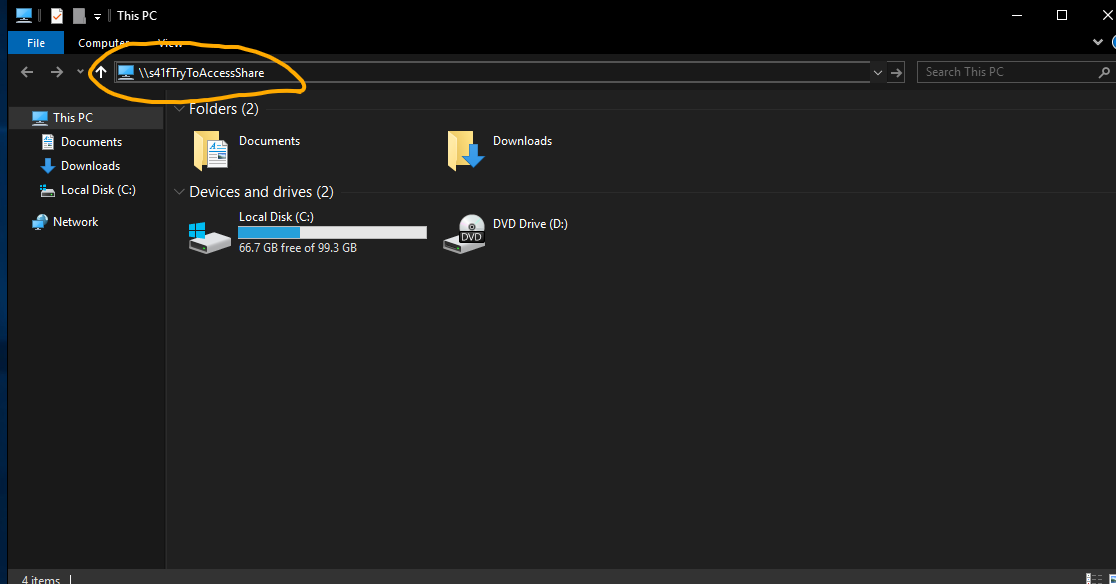 This PC
File Computer View
\\s41fTryToAccessShare
Search This PC
This PC
Documents
Downloads
Local Disk (C:)
Network
Folders (2)
Documents
Downloads
Devices and drives (2)
Local Disk (C:)
66.7 GB free of 99.3 GB
DVD
DVD Drive (D:)
4 items